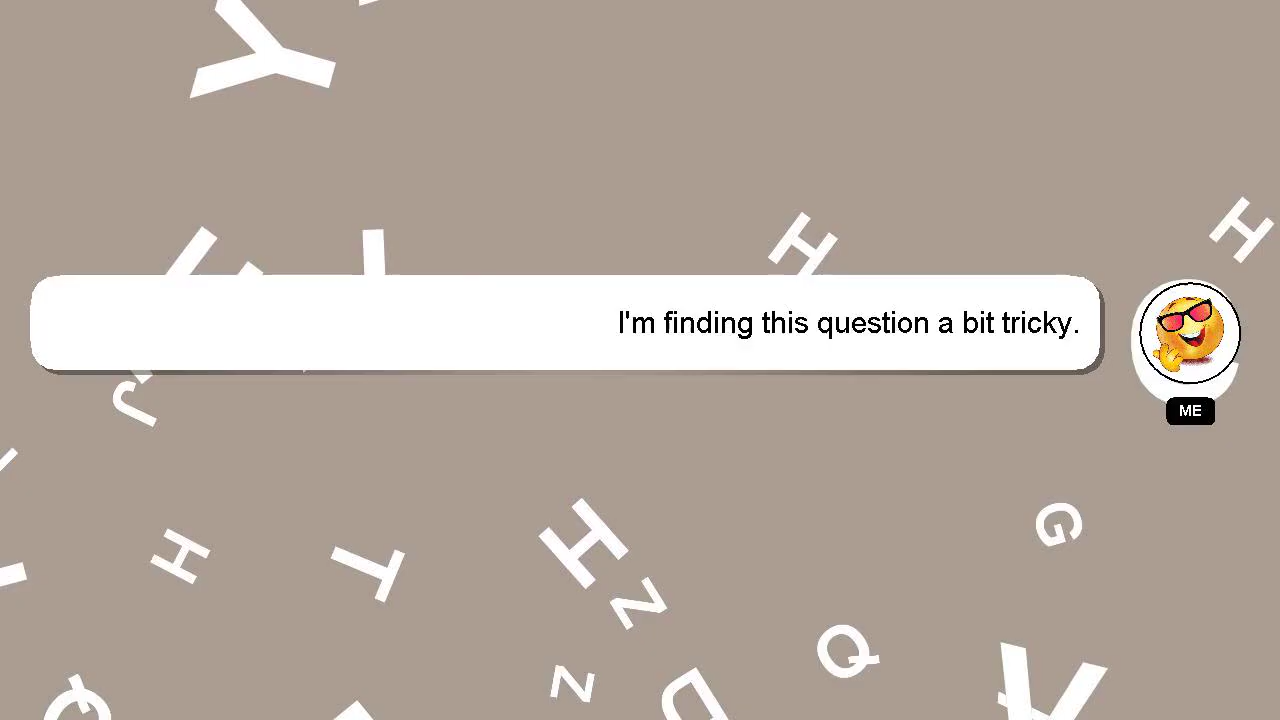 I'm finding this question a bit tricky.
ME
Y
H
H
J
H
T
H
Z
G
Q
Z
D
Q